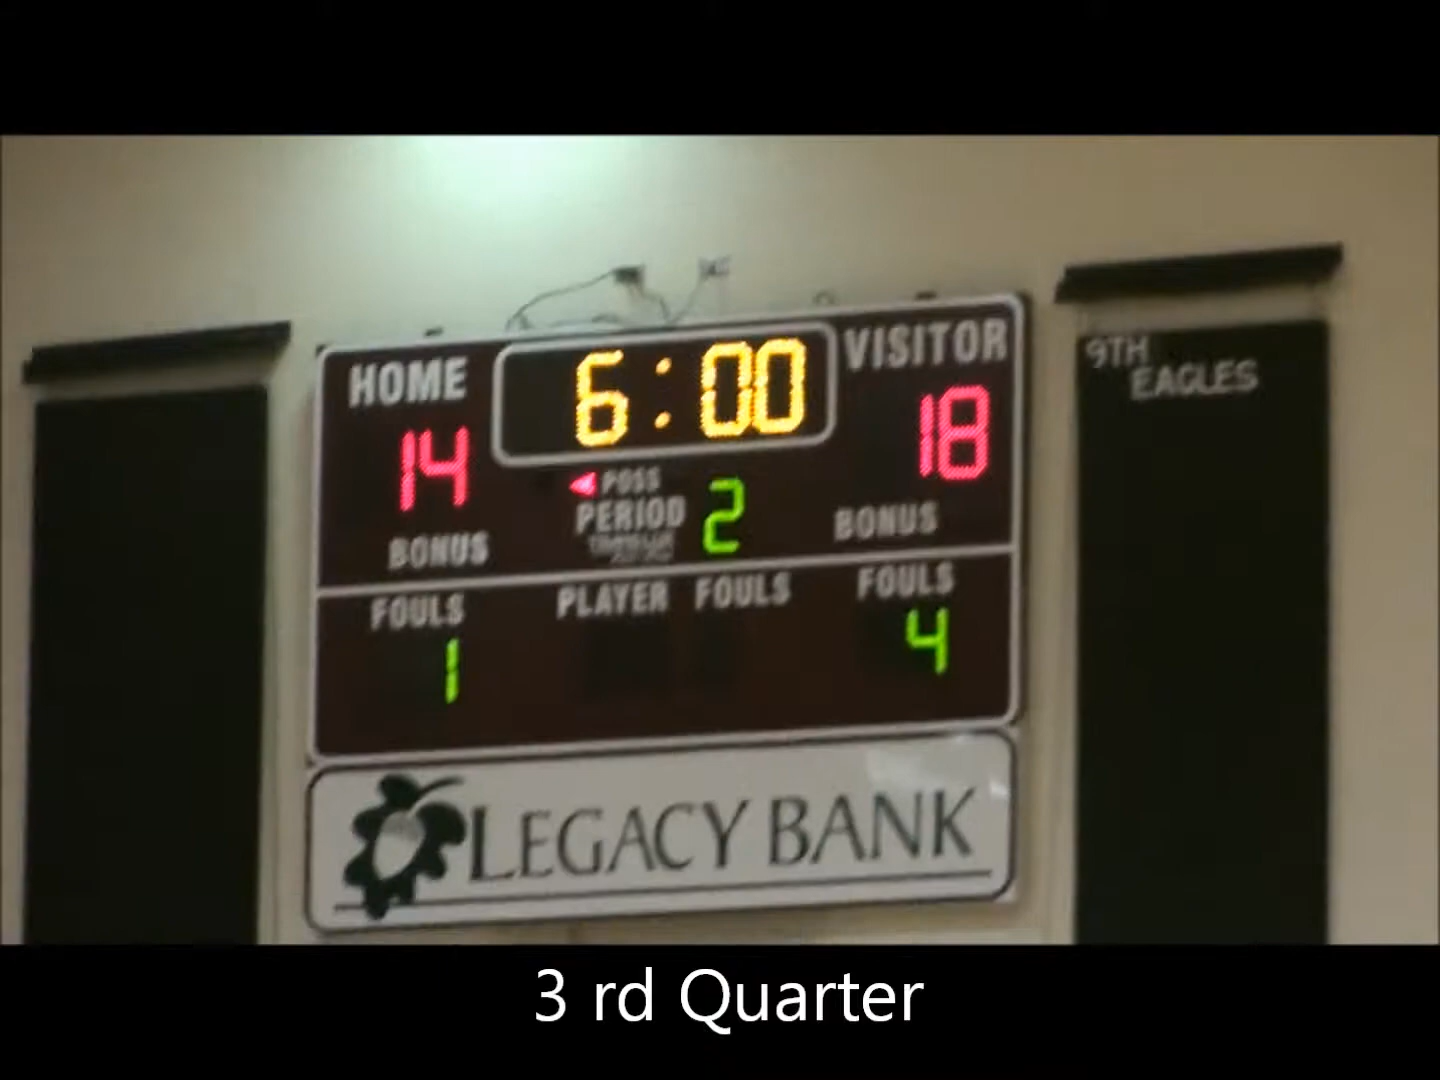 HOME
6:00
VISITOR
14
18
POSS
PERIOD
2
BONUS
BONUS
FOULS
PLAYER FOULS
FOULS
1
4
LEGACY BANK
9TH
EAGLES
3 rd Quarter